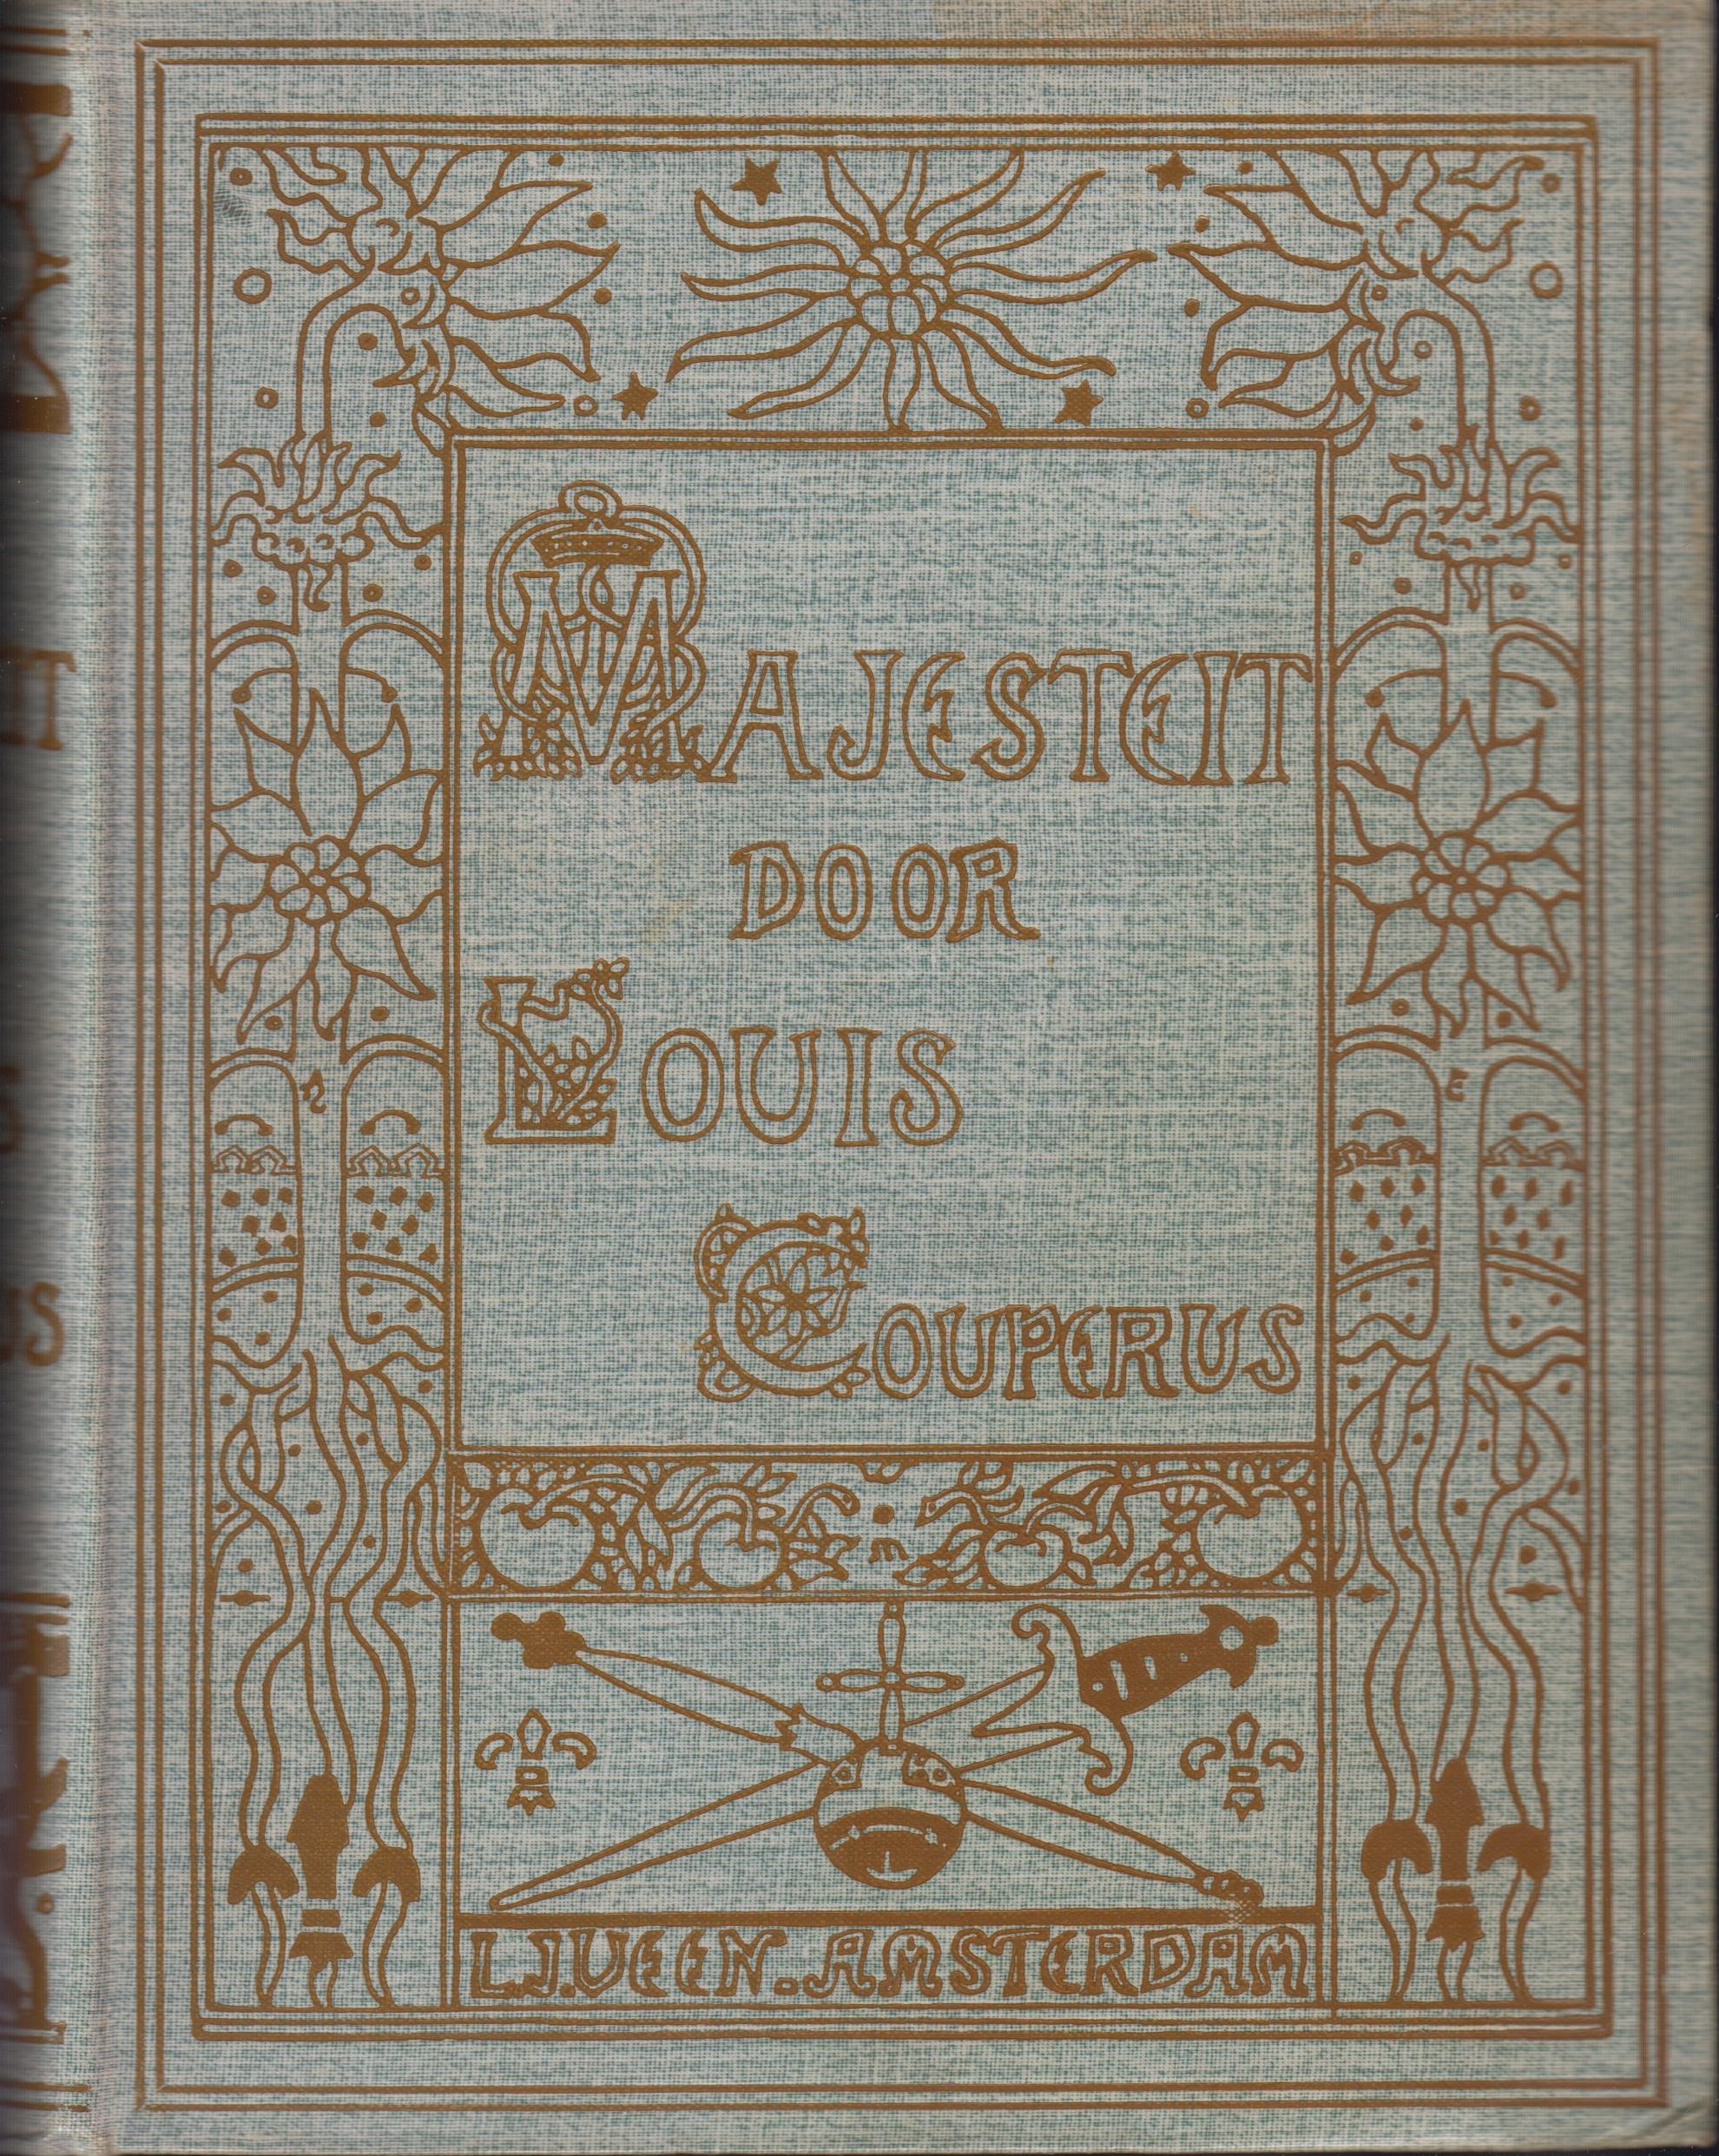 MAJESTEIT
DOOR
LOUIS
COUPERUS
L.J.VEEN.AMSTERDAM